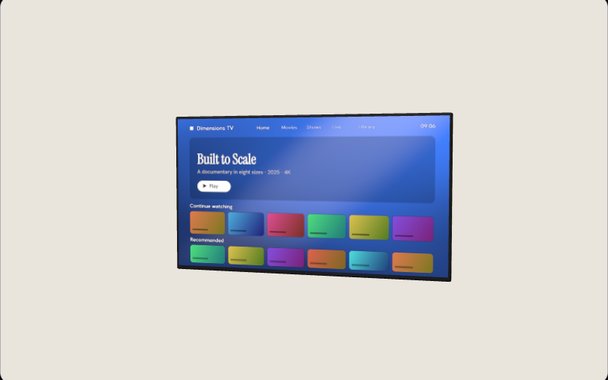 Dimensions TV Home Movies Shows Live Library 09:06
Built to Scale
A documentary in eight sizes · 2025 · 4K
Play
Continue watching
Recommended